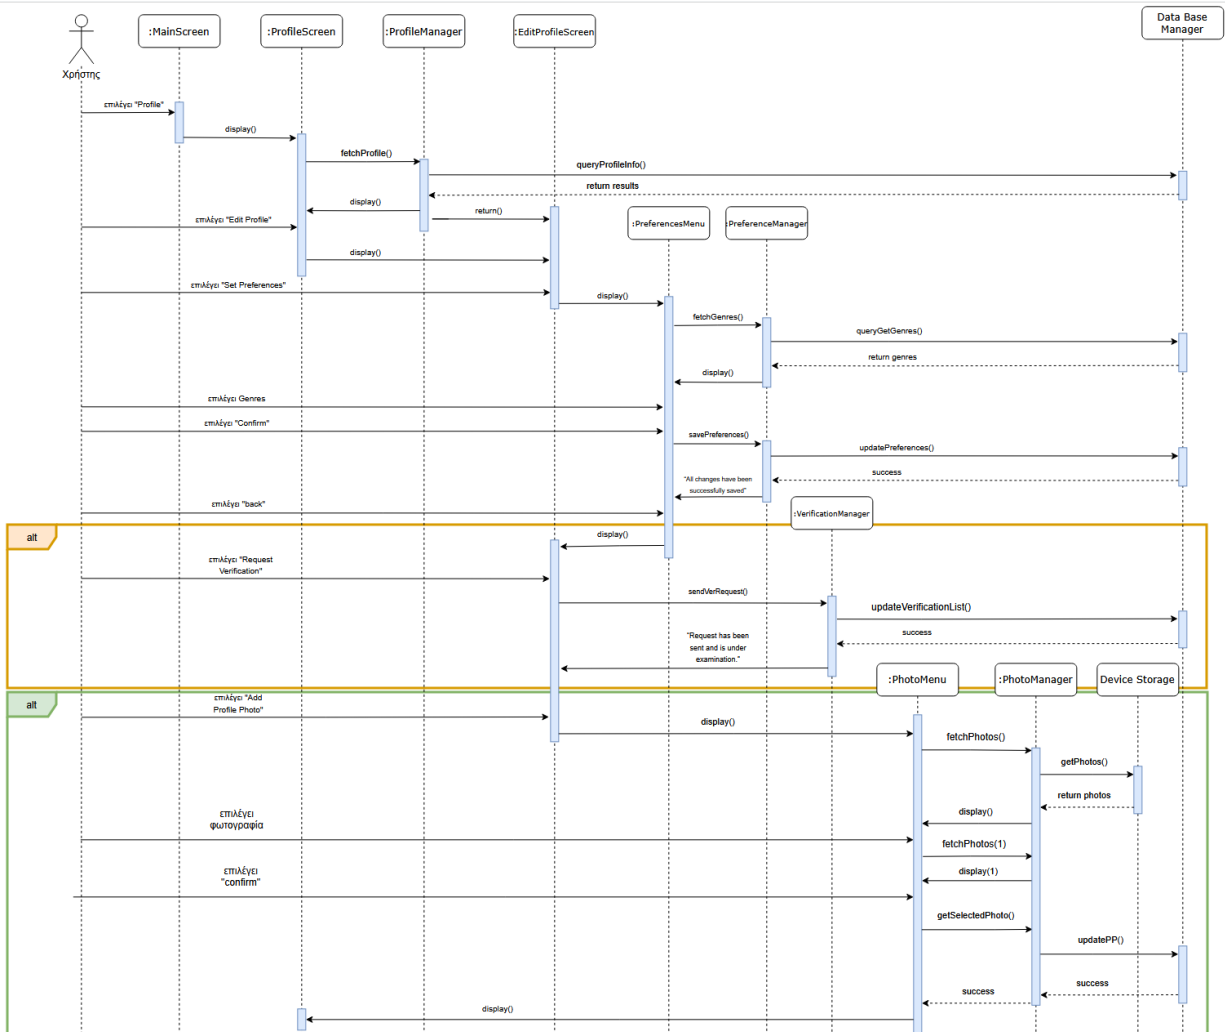 :MainScreen
:ProfileScreen
:ProfileManager
:EditProfileScreen
Data Base
Manager
Χρήστης
επιλέγει "Profile"
display()
fetchProfile()
queryProfileInfo()
return results
display()
return()
επιλέγει "Edit Profile"
:PreferencesMenu
:PreferenceManager
display()
επιλέγει "Set Preferences"
display()
fetchGenres()
queryGetGenres()
return genres
display()
επιλέγει Genres
επιλέγει "Confirm"
savePreferences()
updatePreferences()
success
"All changes have been
successfully saved"
επιλέγει "back"
:VerificationManager
alt
display()
επιλέγει "Request
Verification"
sendVerRequest()
updateVerificationList()
success
"Request has been
sent and is under
examination."
:PhotoMenu
:PhotoManager
Device Storage
alt
επιλέγει "Add
Profile Photo"
display()
fetchPhotos()
getPhotos()
return photos
display()
επιλέγει
φωτογραφία
fetchPhotos(1)
επιλέγει
"confirm"
display(1)
getSelectedPhoto()
updatePP()
success
success
display()